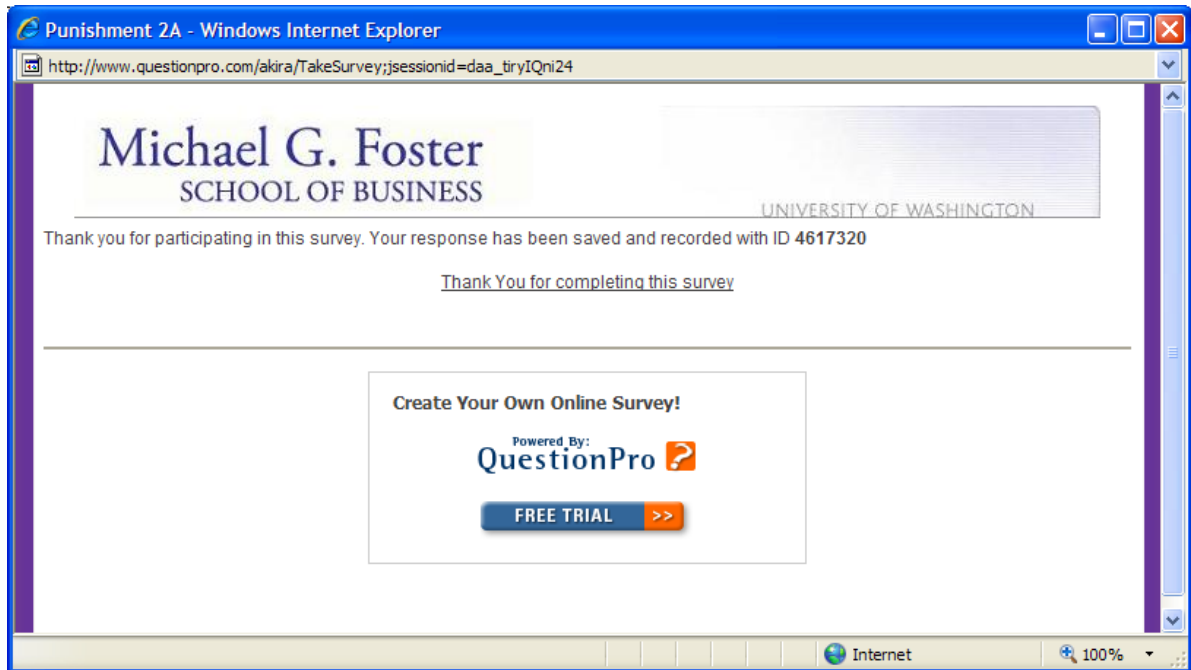 Punishment 2A - Windows Internet Explorer
http://www.questionpro.com/akira/TakeSurvey;jsessionid=daa_tiryIQni24
Michael G. Foster
SCHOOL OF BUSINESS
UNIVERSITY OF WASHINGTON
Thank you for participating in this survey. Your response has been saved and recorded with ID 4617320
Thank You for completing this survey
Create Your Own Online Survey!
Powered By:
QuestionPro ?
FREE TRIAL >>
Internet 100%